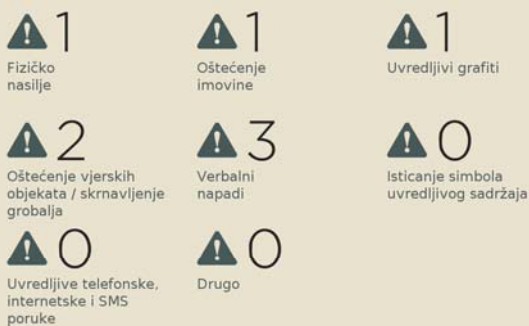 1
Fizičko
nasilje
1
Oštećenje
imovine
1
Uvredljivi grafiti
2
Oštećenje vjerskih
objekata / skrnavljenje
grobalja
3
Verbalni
napadi
0
Isticanje simbola
uvredljivog sadržaja
0
Uvredljive telefonske,
internetske i SMS
poruke
0
Drugo